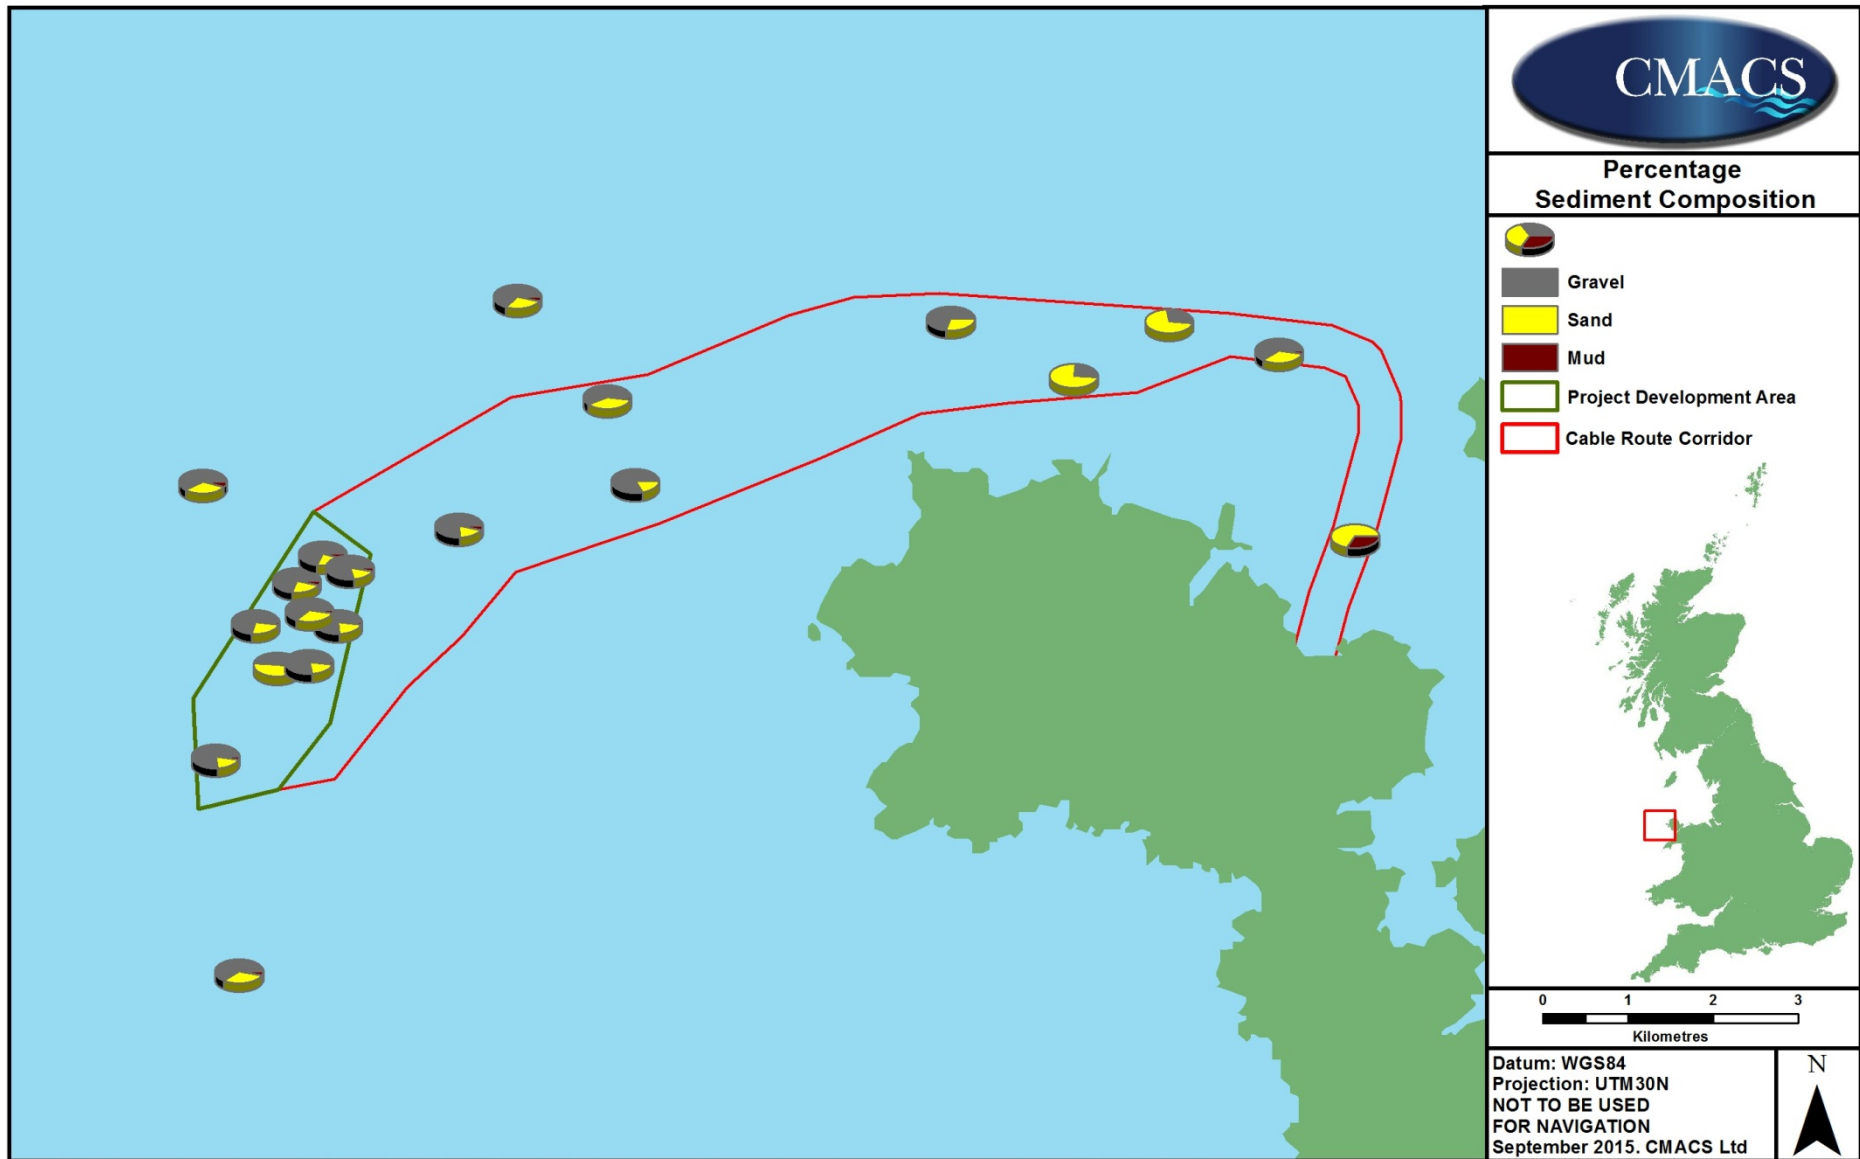 CMACS
Percentage
Sediment Composition
Gravel
Sand
Mud
Project Development Area
Cable Route Corridor
0 1 2 3
Kilometres
Datum: WGS84
Projection: UTM30N
NOT TO BE USED
FOR NAVIGATION
September 2015. CMACS Ltd
N